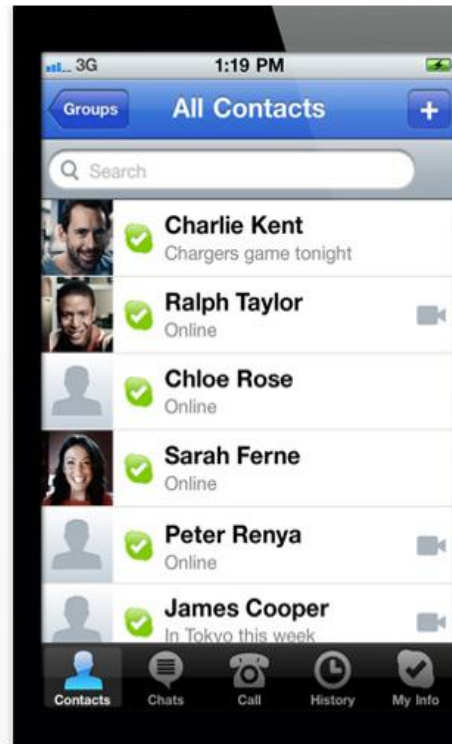 3G 1:19 PM
Groups All Contacts +
Search
Charlie Kent
Chargers game tonight
Ralph Taylor
Online
Chloe Rose
Online
Sarah Ferne
Online
Peter Renya
Online
James Cooper
In Tokyo this week
Contacts Chats Call History My Info